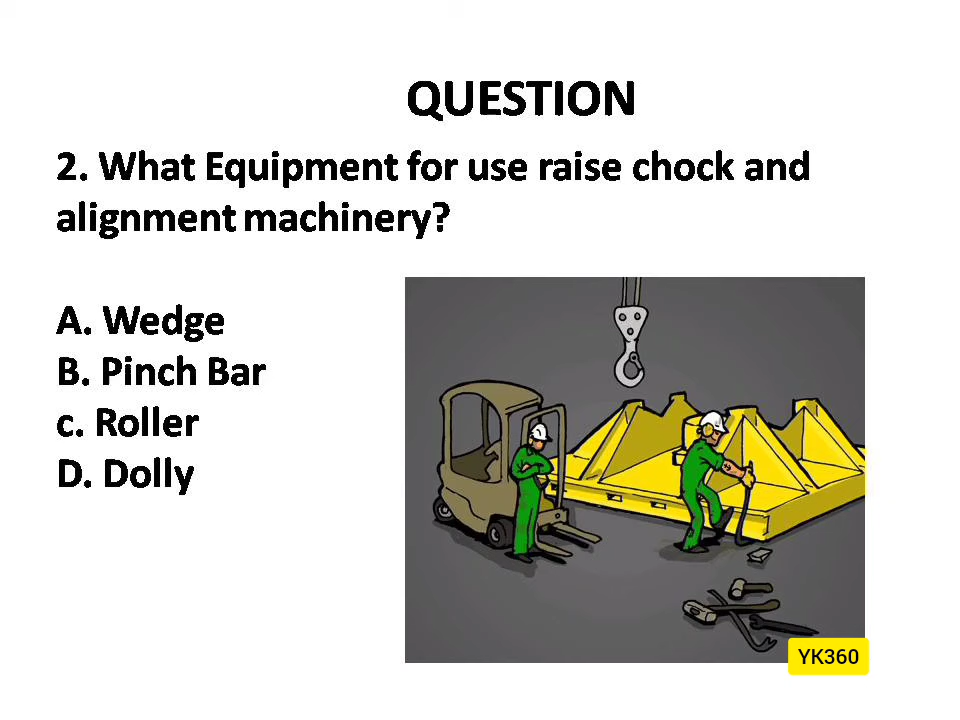 QUESTION
2. What Equipment for use raise chock and
alignment machinery?
A. Wedge
B. Pinch Bar
c. Roller
D. Dolly
YK360